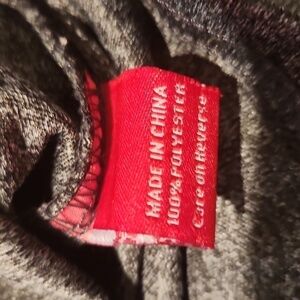 MADE IN CHINA
100% POLYESTER
Care on Reverse